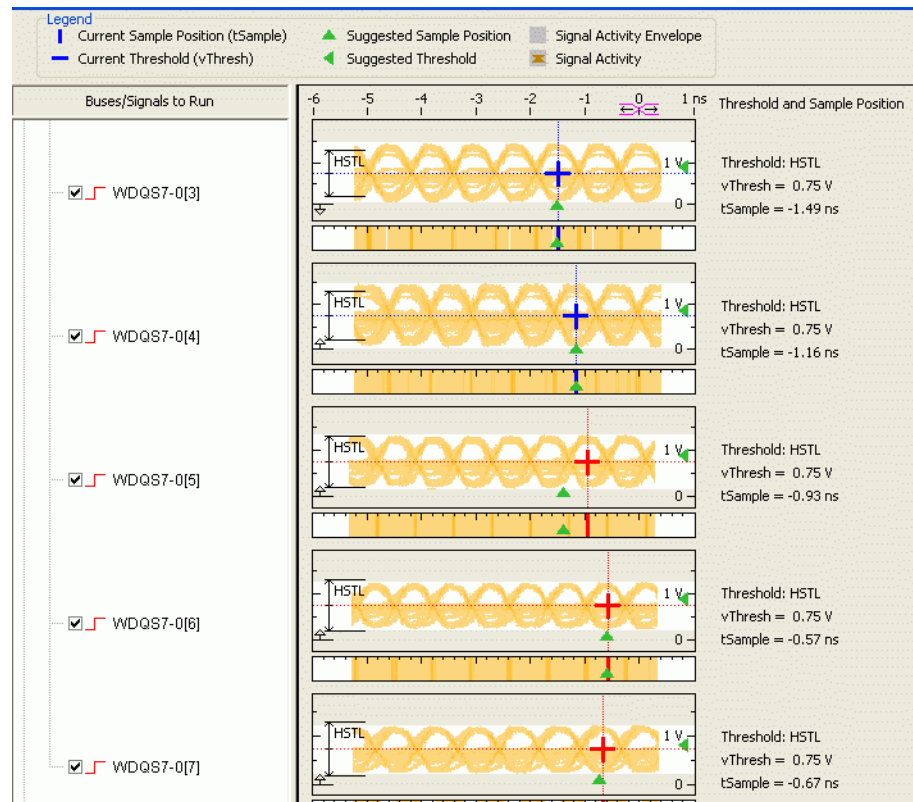 Legend
Current Sample Position (tSample)
Suggested Sample Position
Signal Activity Envelope
Current Threshold (vThresh)
Suggested Threshold
Signal Activity
Buses/Signals to Run
-6 -5 -4 -3 -2 -1 0 1 ns
Threshold and Sample Position
WDQS7-0[3]
HSTL
1 V
0
Threshold: HSTL
vThresh = 0.75 V
tSample = -1.49 ns
WDQS7-0[4]
HSTL
1 V
0
Threshold: HSTL
vThresh = 0.75 V
tSample = -1.16 ns
WDQS7-0[5]
HSTL
1 V
0
Threshold: HSTL
vThresh = 0.75 V
tSample = -0.93 ns
WDQS7-0[6]
HSTL
1 V
0
Threshold: HSTL
vThresh = 0.75 V
tSample = -0.57 ns
WDQS7-0[7]
HSTL
1 V
0
Threshold: HSTL
vThresh = 0.75 V
tSample = -0.67 ns